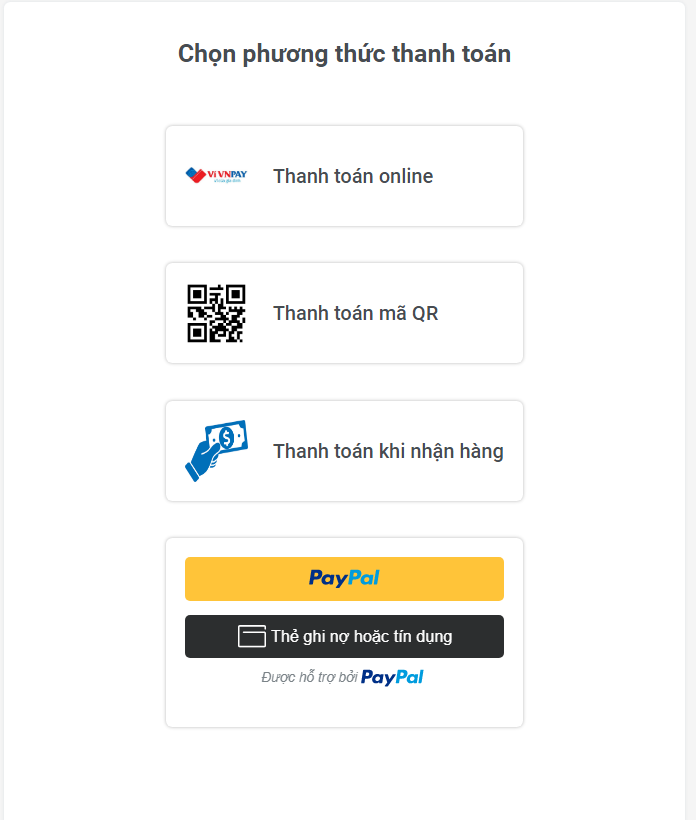 Chọn phương thức thanh toán
Ví VNPAY
Thanh toán online
Thanh toán mã QR
Thanh toán khi nhận hàng
PayPal
Thẻ ghi nợ hoặc tín dụng
Được hỗ trợ bởi PayPal